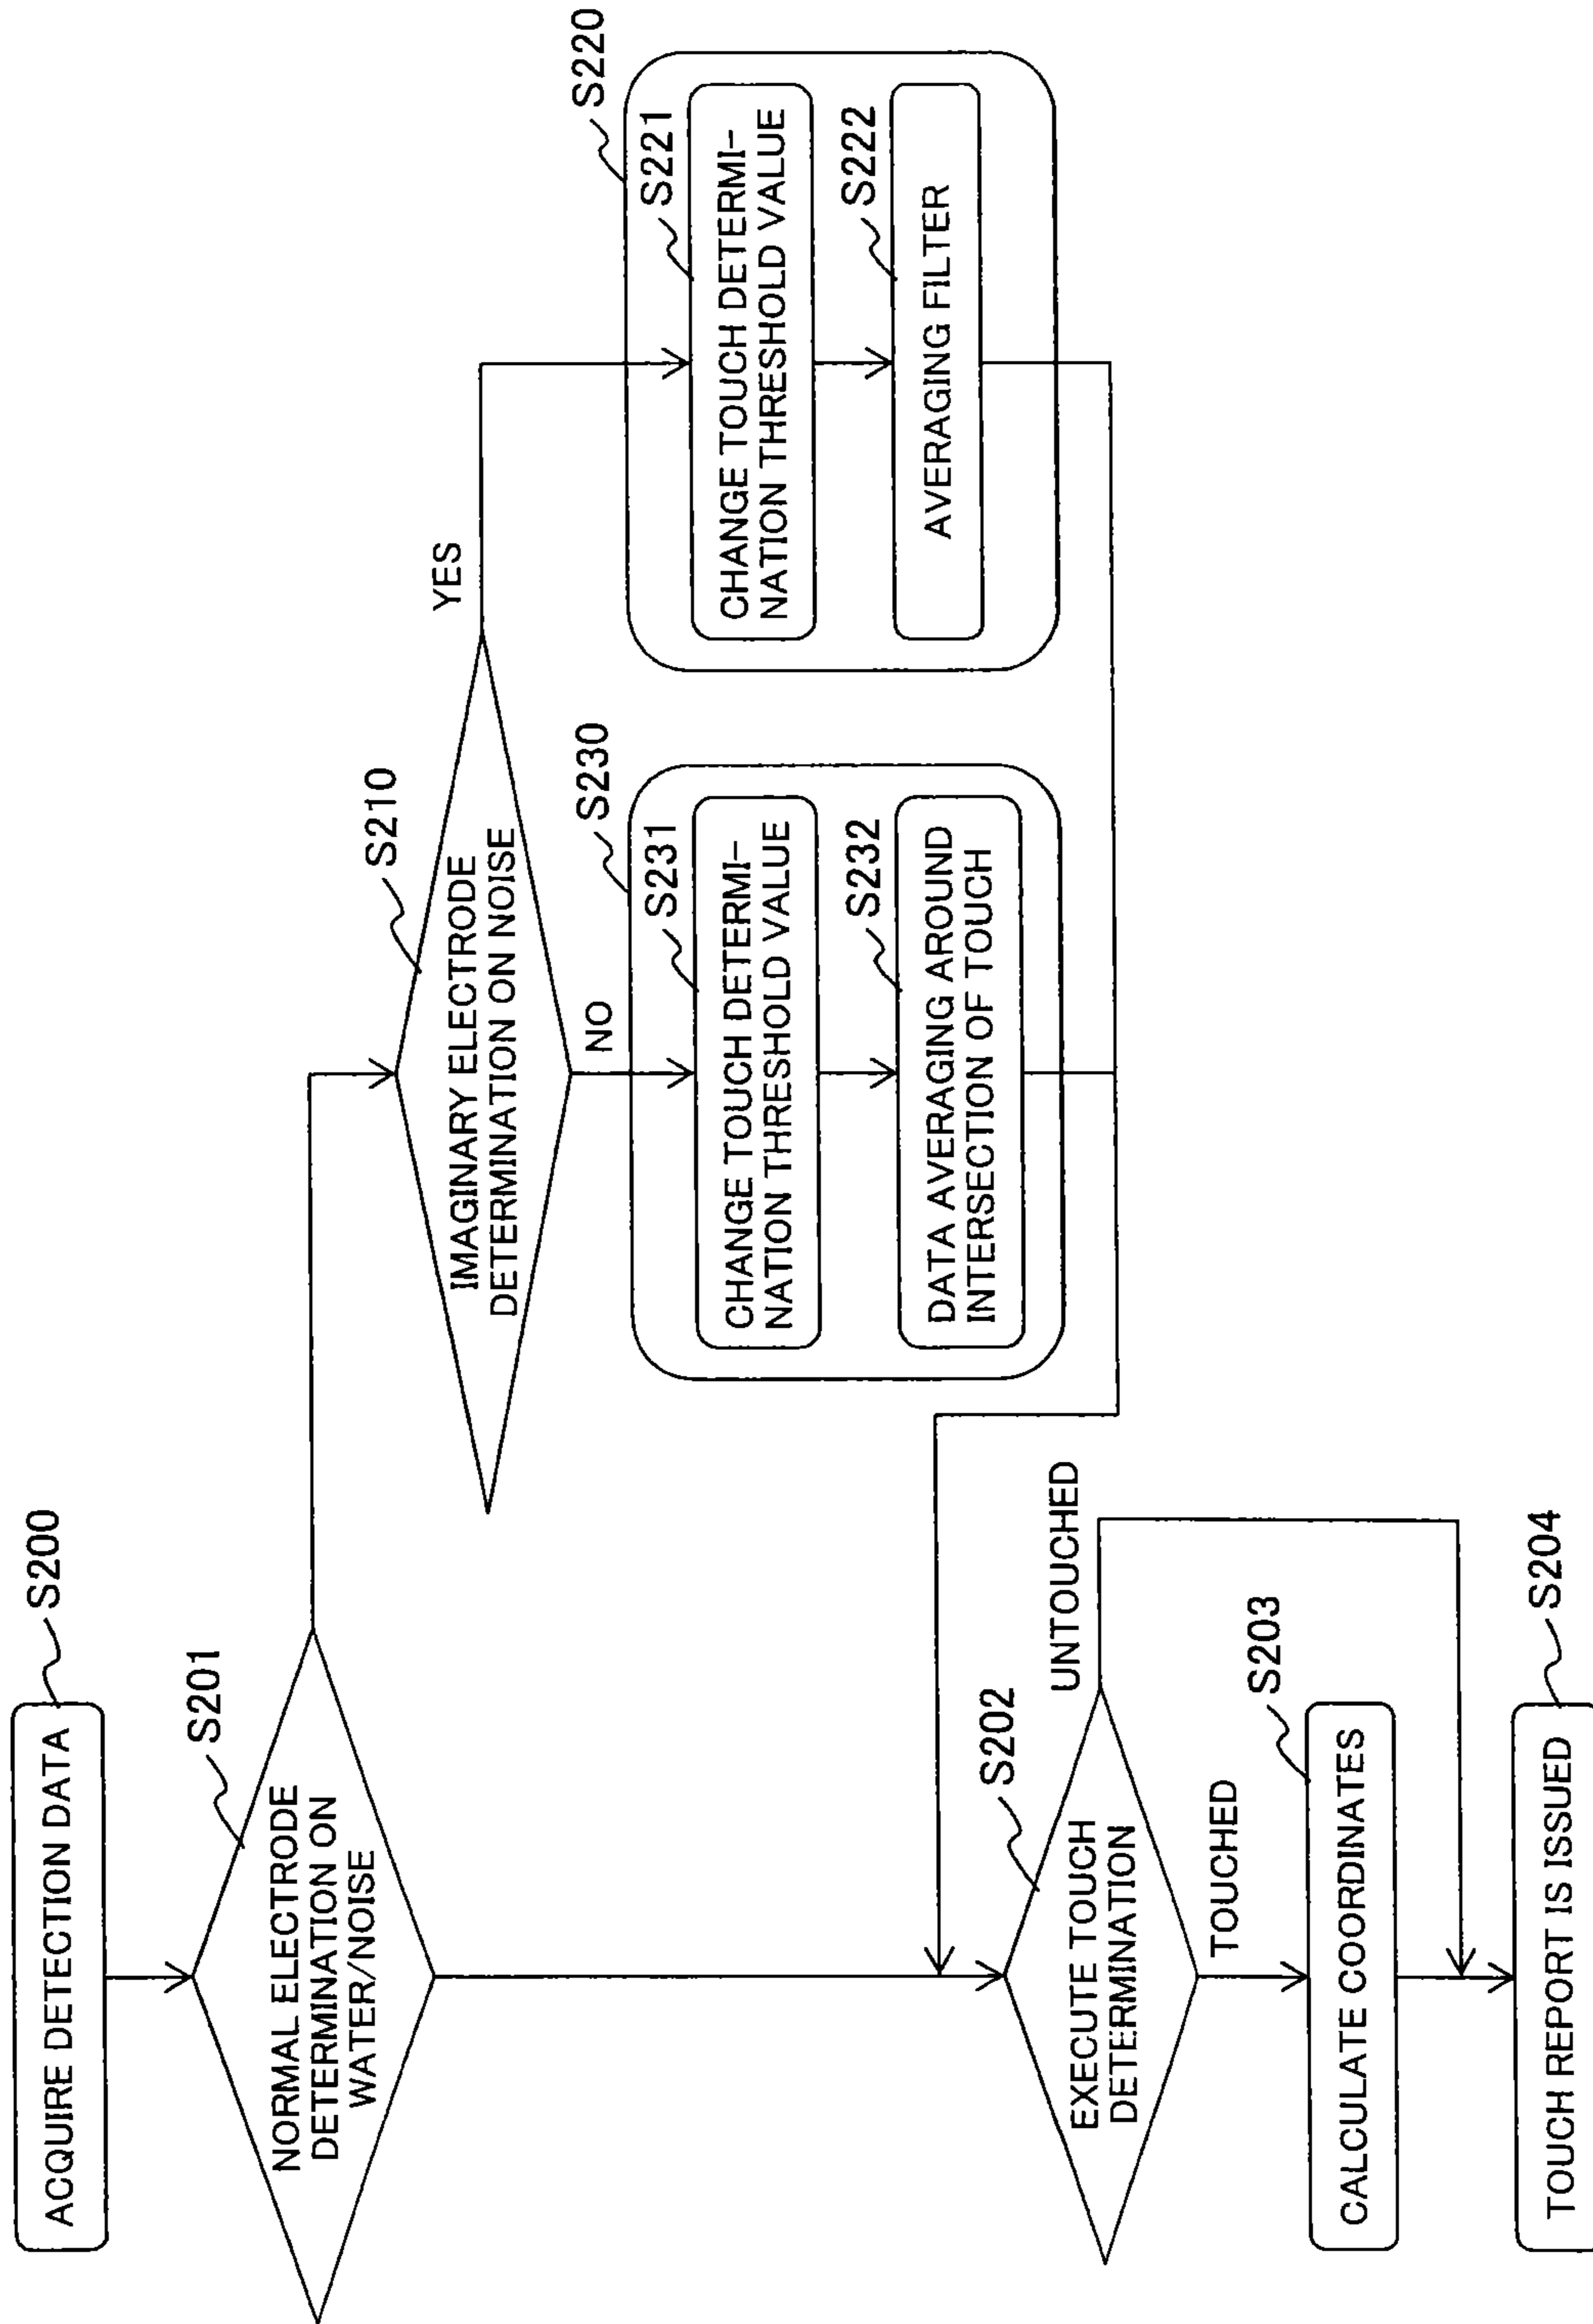 ACQUIRE DETECTION DATA
S200
NORMAL ELECTRODE
DETERMINATION ON
WATER/NOISE
S201
IMAGINARY ELECTRODE
DETERMINATION ON NOISE
S210
YES
NO
S230
S231
CHANGE TOUCH DETERMI-
NATION THRESHOLD VALUE
S232
DATA AVERAGING AROUND
INTERSECTION OF TOUCH
S220
S221
CHANGE TOUCH DETERMI-
NATION THRESHOLD VALUE
S222
AVERAGING FILTER
EXECUTE TOUCH
DETERMINATION
S202
UNTOUCHED
TOUCHED
S203
CALCULATE COORDINATES
TOUCH REPORT IS ISSUED
S204